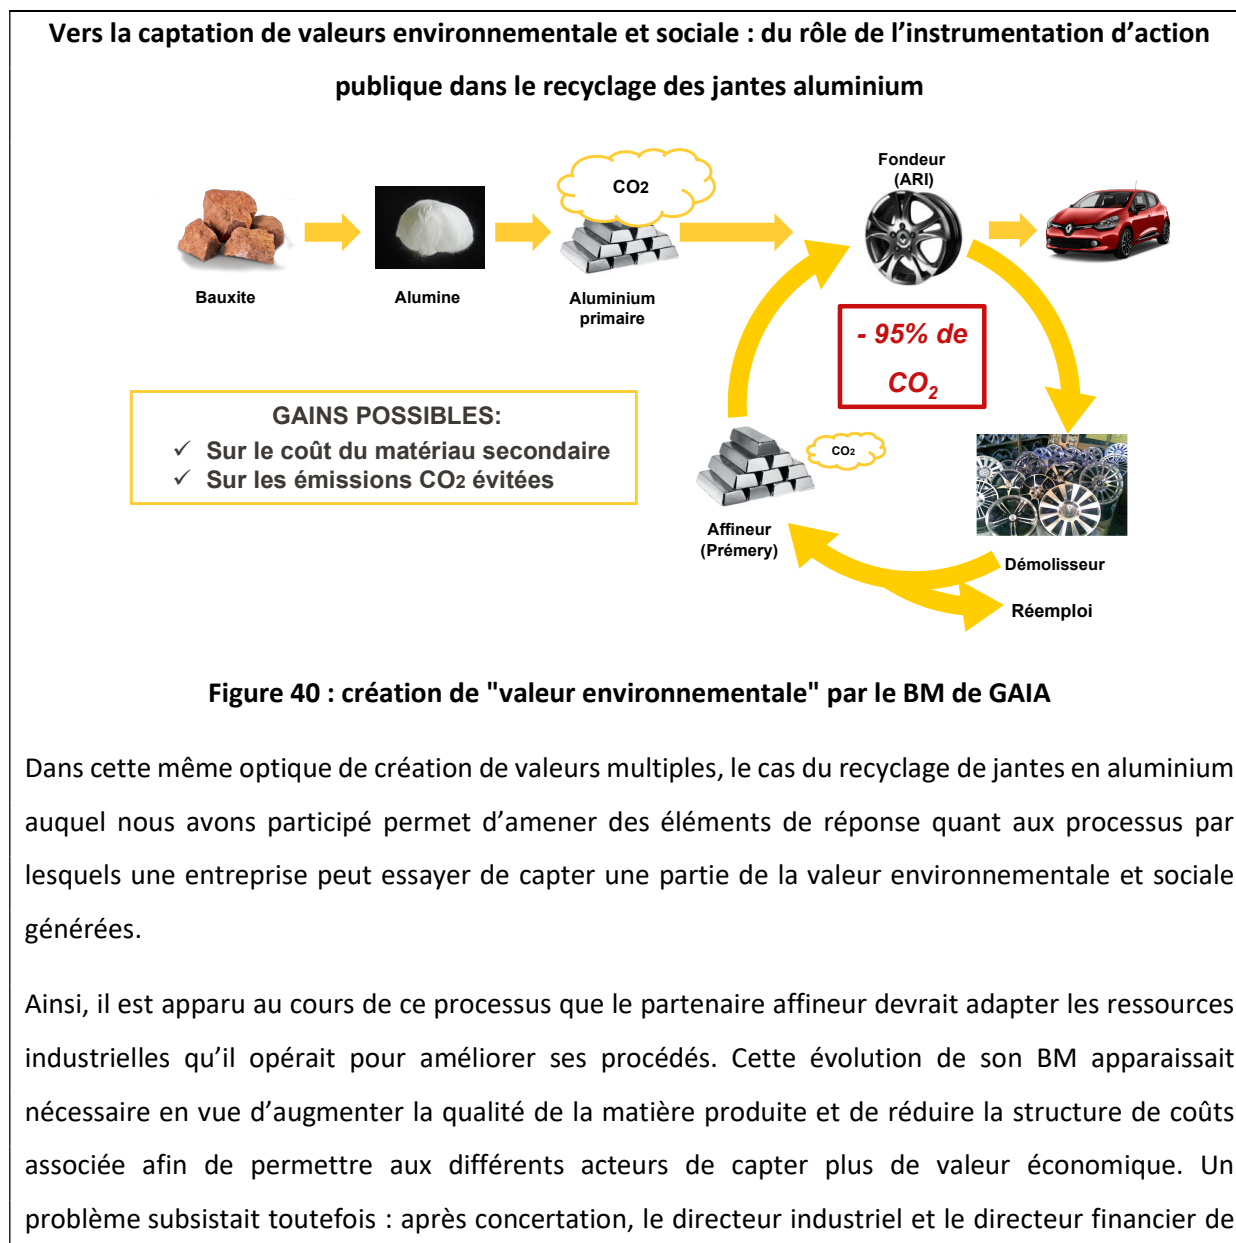 Vers la captation de valeurs environnementale et sociale : du rôle de l’instrumentation d’action
publique dans le recyclage des jantes aluminium
Fondeur
(ARI)
CO2
Bauxite
Alumine
Aluminium
primaire
- 95% de
CO2
GAINS POSSIBLES:
✓ Sur le coût du matériau secondaire
✓ Sur les émissions CO2 évitées
CO2
Affineur
(Prémery)
Démolisseur
Réemploi
Figure 40 : création de "valeur environnementale" par le BM de GAIA
Dans cette même optique de création de valeurs multiples, le cas du recyclage de jantes en aluminium
auquel nous avons participé permet d’amener des éléments de réponse quant aux processus par
lesquels une entreprise peut essayer de capter une partie de la valeur environnementale et sociale
générées.
Ainsi, il est apparu au cours de ce processus que le partenaire affineur devrait adapter les ressources
industrielles qu’il opérait pour améliorer ses procédés. Cette évolution de son BM apparaissait
nécessaire en vue d’augmenter la qualité de la matière produite et de réduire la structure de coûts
associée afin de permettre aux différents acteurs de capter plus de valeur économique. Un
problème subsistait toutefois : après concertation, le directeur industriel et le directeur financier de